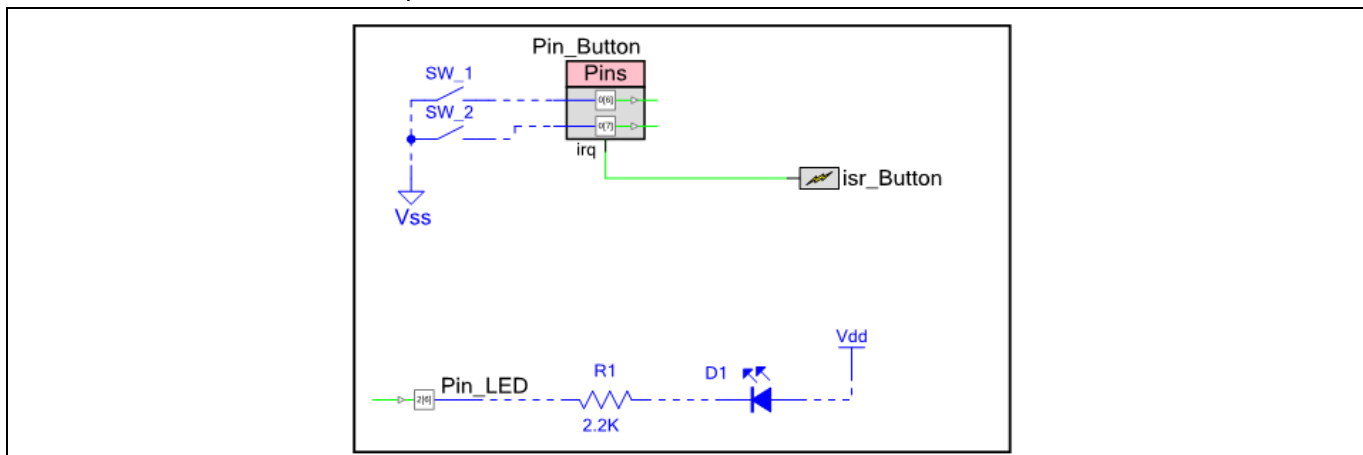 Pin_Button
SW_1
Pins
0[6]
SW_2
0[7]
irq
isr_Button
Vss
Vdd
R1
D1
Pin_LED
2[6]
2.2K